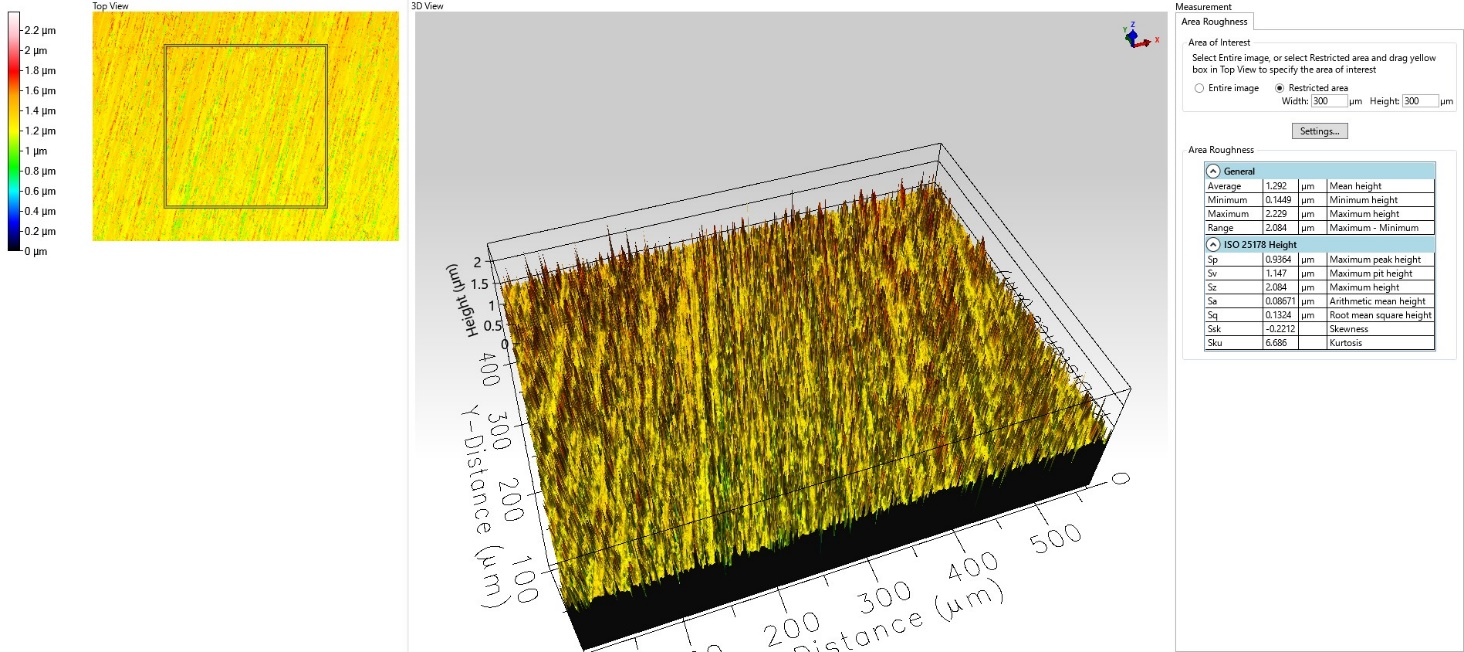 Top View
2.2 µm
2 µm
1.8 µm
1.6 µm
1.4 µm
1.2 µm
1 µm
0.8 µm
0.6 µm
0.4 µm
0.2 µm
0 µm
3D View
Z
Y
X
2
1.5
1
0.5
0
Height (µm)
400
300
200
100
Y-Distance (µm)
0
500
400
300
200
Distance (µm)
Measurement
Area Roughness
Area of Interest
Select Entire image, or select Restricted area and drag yellow
box in Top View to specify the area of interest
Entire image Restricted area
Width: 300 µm Height: 300 µm
Settings...
Area Roughness
General
Average 1.292 µm Mean height
Minimum 0.1449 µm Minimum height
Maximum 2.229 µm Maximum height
Range 2.084 µm Maximum - Minimum
ISO 25178 Height
Sp 0.9364 µm Maximum peak height
Sv 1.147 µm Maximum pit height
Sz 2.084 µm Maximum height
Sa 0.08671 µm Arithmetic mean height
Sq 0.1324 µm Root mean square height
Ssk -0.2212 Skewness
Sku 6.686 Kurtosis